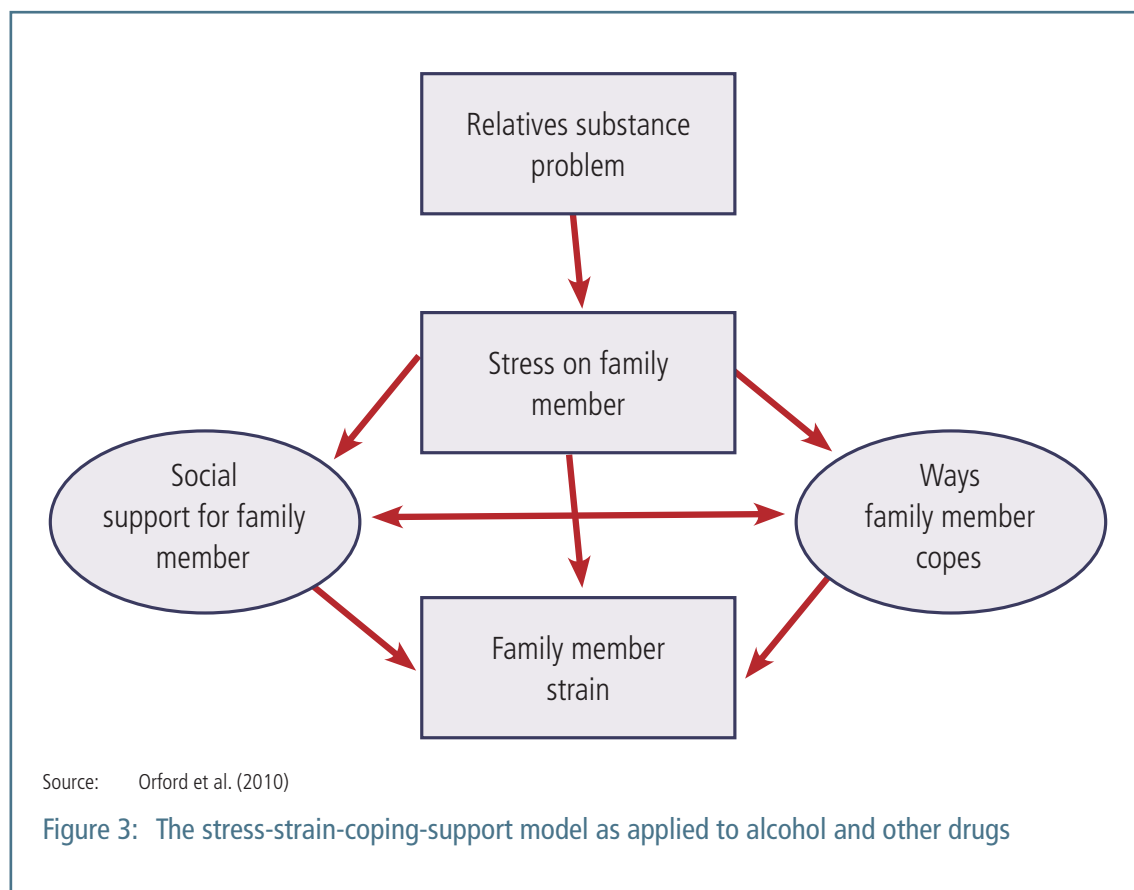 Relatives substance
problem
Stress on family
member
Social
support for family
member
Ways
family member
copes
Family member
strain
Source: Orford et al. (2010)
Figure 3: The stress-strain-coping-support model as applied to alcohol and other drugs